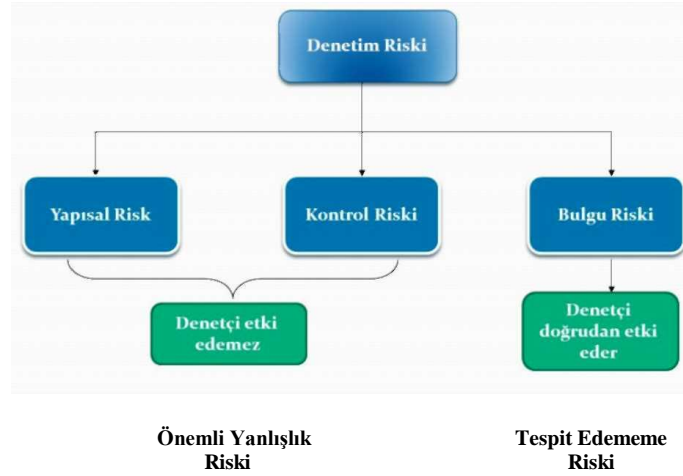 Denetim Riski
Yapısal Risk
Kontrol Riski
Bulgu Riski
Denetçi etki
edemez
Denetçi
doğrudan etki
eder
Önemli Yanlışlık
Riski
Tespit Edememe
Riski